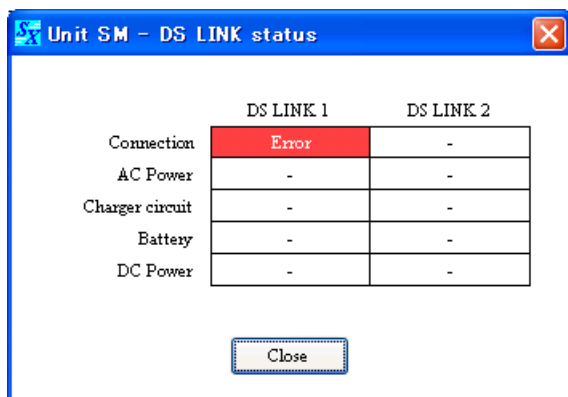 SX Unit SM - DS LINK status
DS LINK 1 DS LINK 2
Connection Error -
AC Power - -
Charger circuit - -
Battery - -
DC Power - -
Close